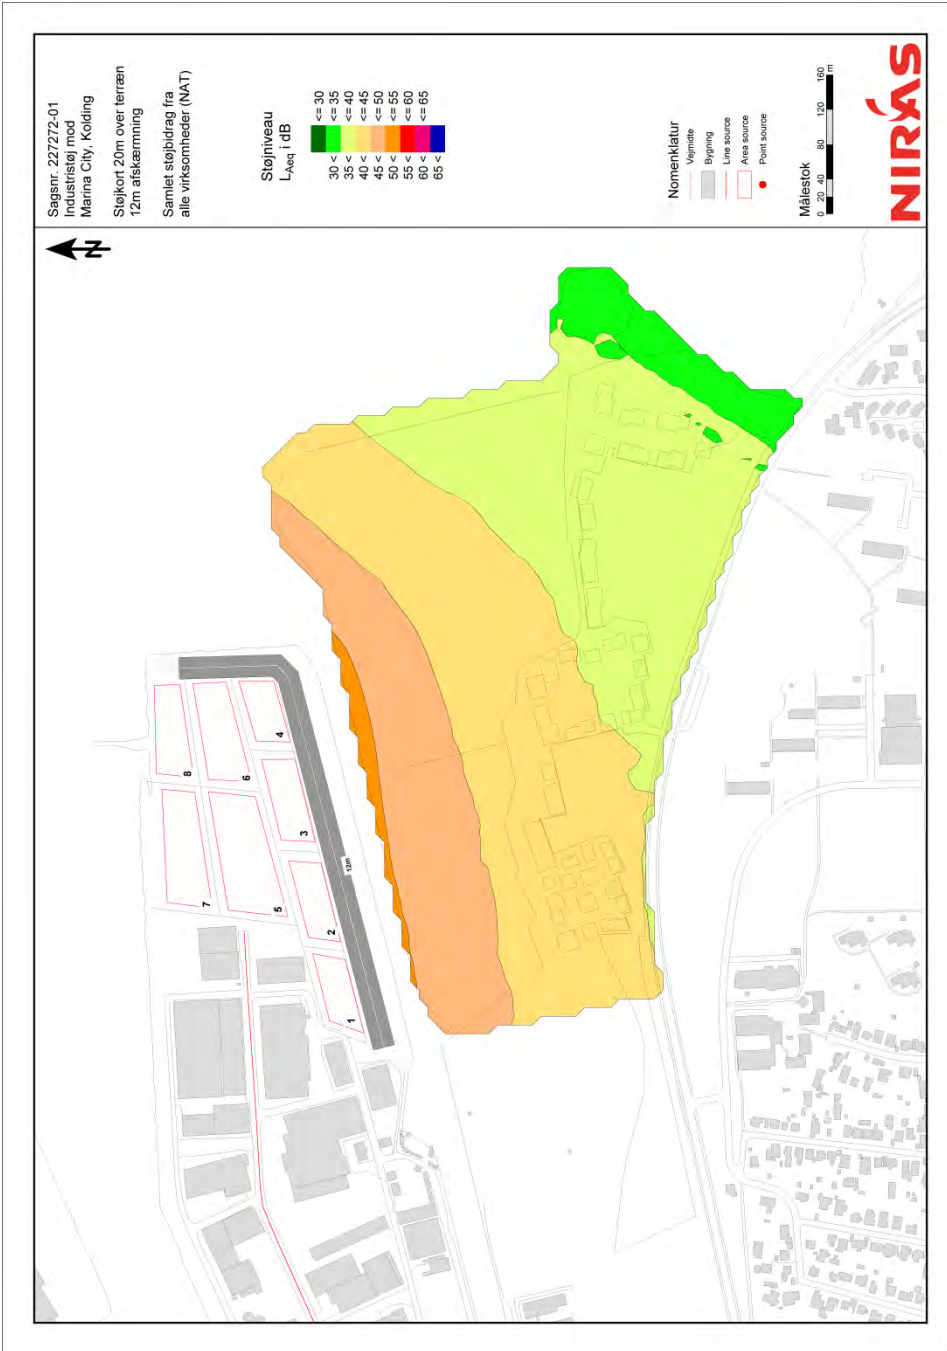 Sagsnr. 227272-01
Industristøj mod
Marina City, Kolding
Støjkort 20m over terræn
12m afskærmning
Samlet støjbidrag fra
alle virksomheder (NAT)
Støjniveau
LAeq i dB
<= 30
30 < <= 35
35 < <= 40
40 < <= 45
45 < <= 50
50 < <= 55
55 < <= 60
60 < <= 65
65 <
Nomenklatur
Vejmidte
Bygning
Line source
Area source
Point source
Målestok
0 20 40 80 120 160
m
NIRAS
N
8
7
6
5
4
3
2
1
12m